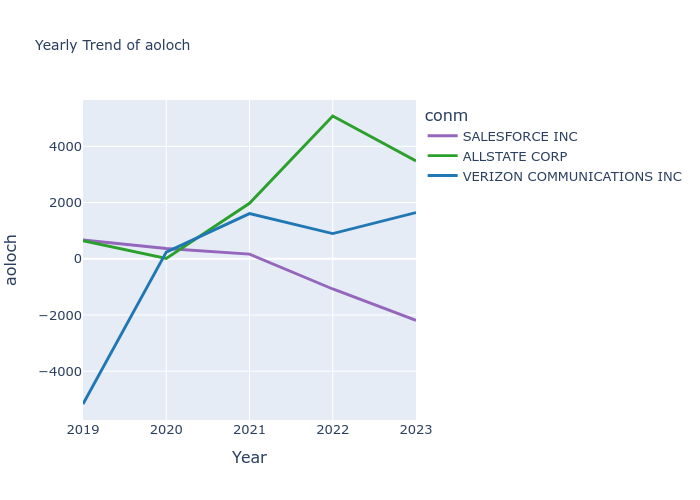 Yearly Trend of aoloch
conm
SALESFORCE INC
ALLSTATE CORP
VERIZON COMMUNICATIONS INC
aoloch
4000
2000
0
−2000
−4000
2019 2020 2021 2022 2023
Year